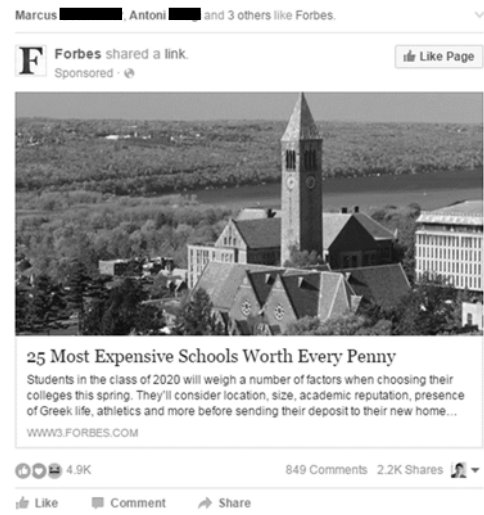 Marcus , Antoni and 3 others like Forbes.
F
Forbes shared a link.
Sponsored ·
Like Page
25 Most Expensive Schools Worth Every Penny
Students in the class of 2020 will weigh a number of factors when choosing their
colleges this spring. They'll consider location, size, academic reputation, presence
of Greek life, athletics and more before sending their deposit to their new home...
WWW3.FORBES.COM
4.9K
849 Comments 2.2K Shares
Like Comment Share